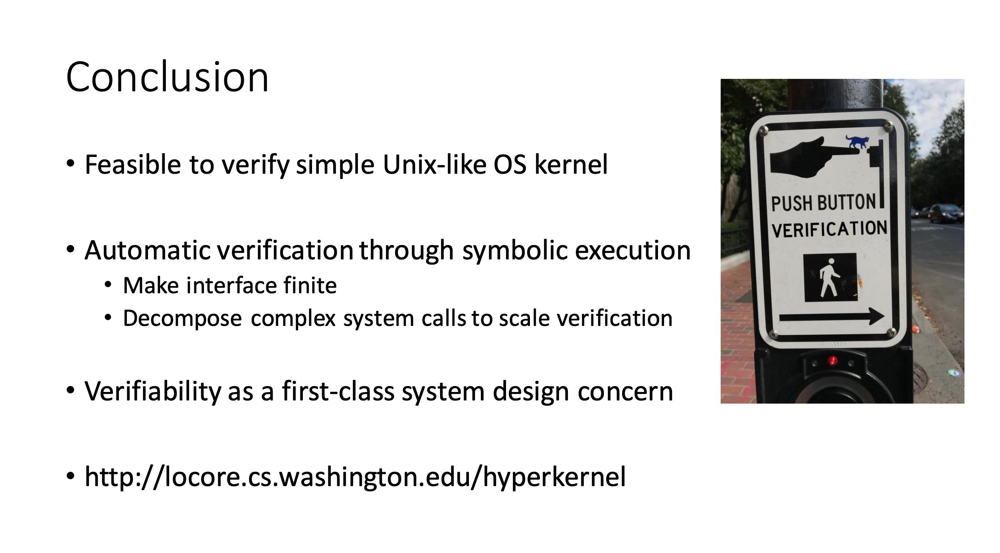 Conclusion
• Feasible to verify simple Unix-like OS kernel
• Automatic verification through symbolic execution
• Make interface finite
• Decompose complex system calls to scale verification
• Verifiability as a first-class system design concern
• http://locore.cs.washington.edu/hyperkernel
PUSH BUTTON
VERIFICATION